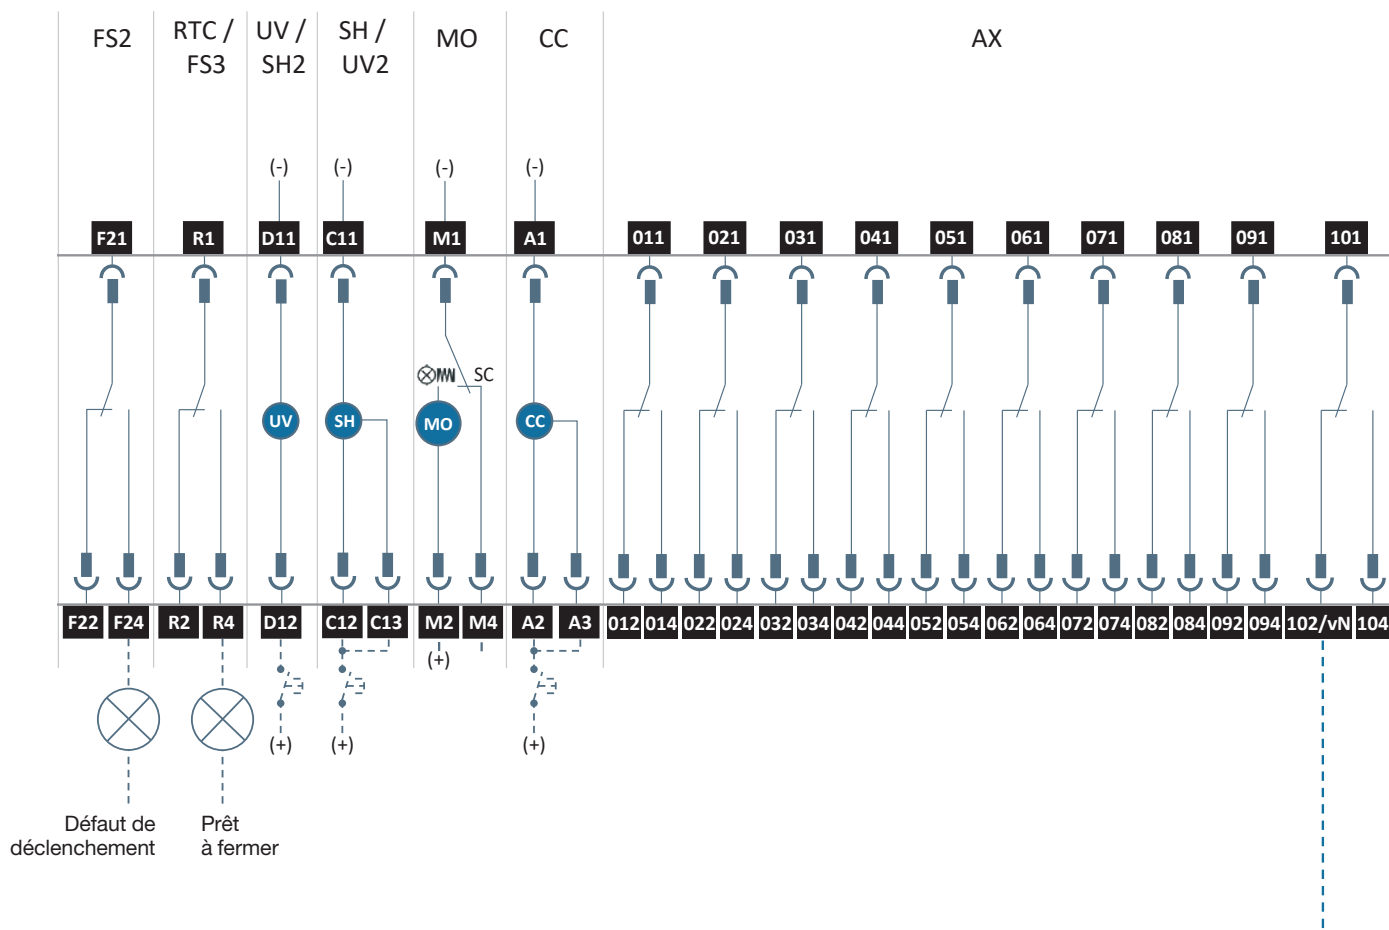 FS2
RTC /
FS3
UV /
SH2
SH /
UV2
MO
CC
AX
(-)
(-)
(-)
(-)
F21
R1
D11
C11
M1
A1
011
021
031
041
051
061
071
081
091
101
SC
UV
SH
MO
CC
F22
F24
R2
R4
D12
C12
C13
M2
M4
A2
A3
012
014
022
024
032
034
042
044
052
054
062
064
072
074
082
084
092
094
102/vN
104
(+)
(+)
(+)
(+)
Défaut de
déclenchement
Prêt
à fermer